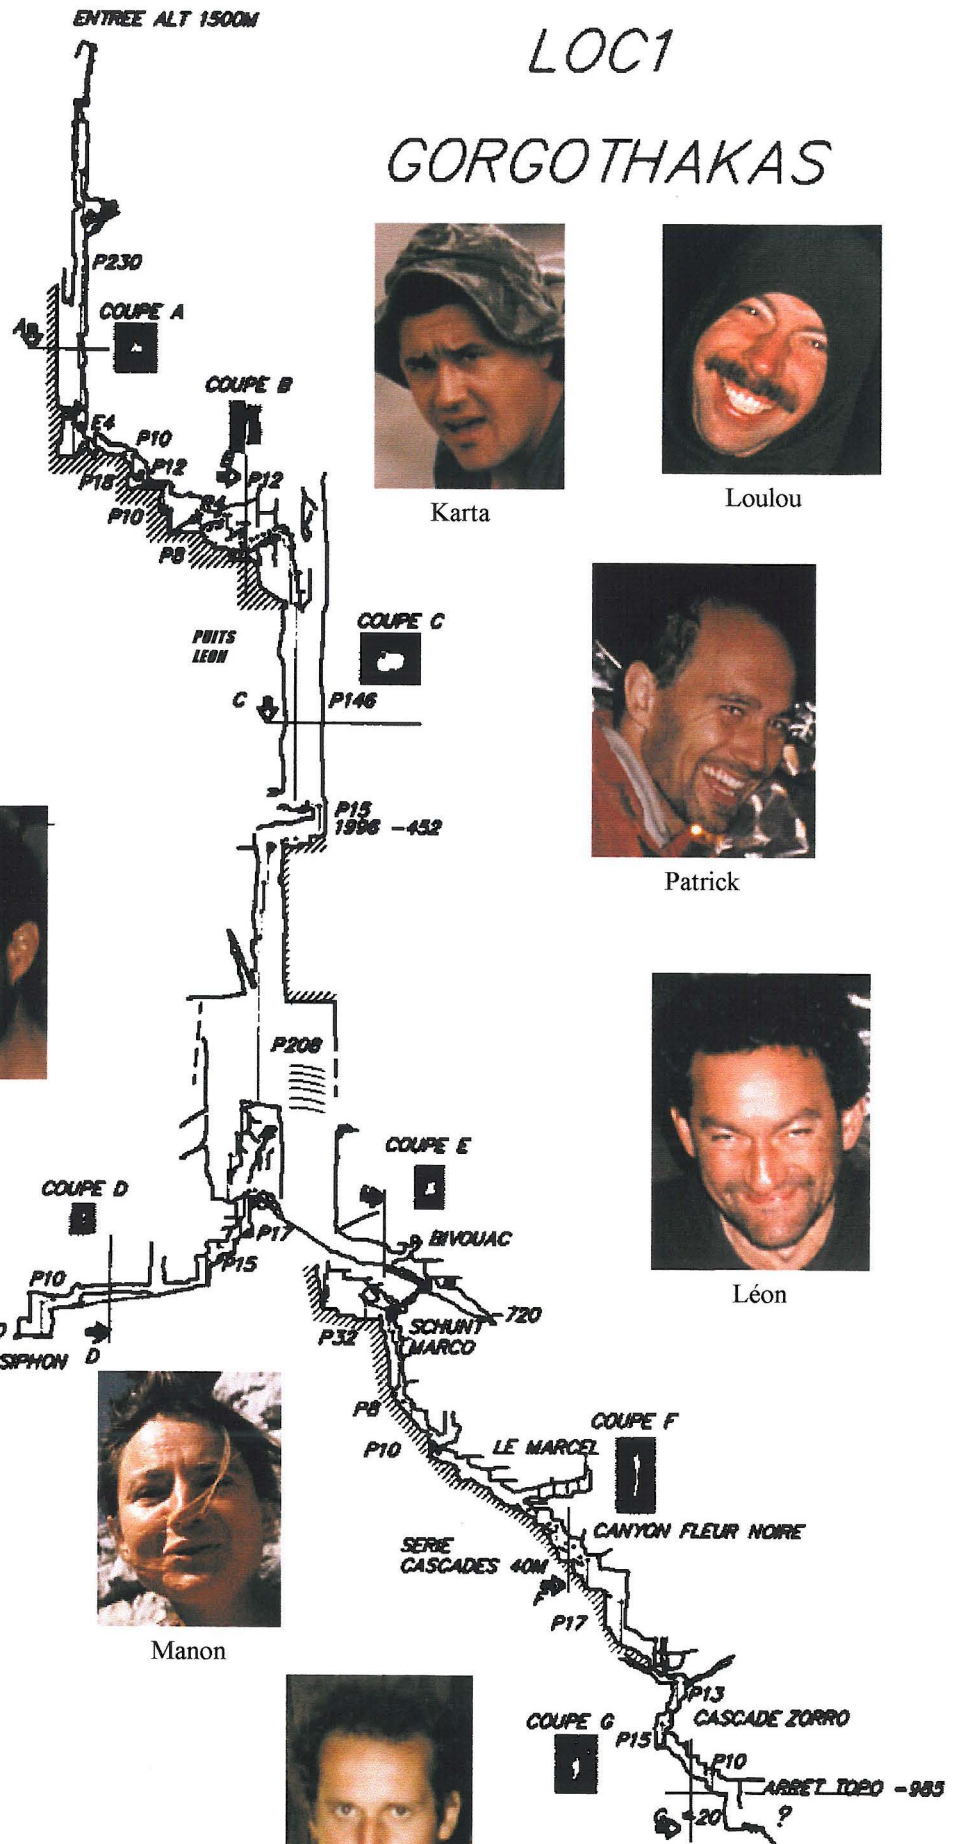 ENTREE ALT 1500M
LOC1
GORGOTHAKAS
P230
A
COUPE A
COUPE B
E4
P10
P12
P18
P12
P10
P8
Karta
Loulou
PUITS
LEON
COUPE C
C
P146
P15
1996 -452
Patrick
P208
COUPE E
COUPE D
P17
BIVOUAC
P15
P10
-720
P32
SCHUNT
MARCO
SIPHON
D
Léon
P8
COUPE F
P10
LE MARCEL
CANYON FLEUR NOIRE
SERIE
CASCADES 40M
F
P17
Manon
P13
COUPE G
CASCADE ZORRO
P15
P10
ARRET TOPO -985
G
-20
?